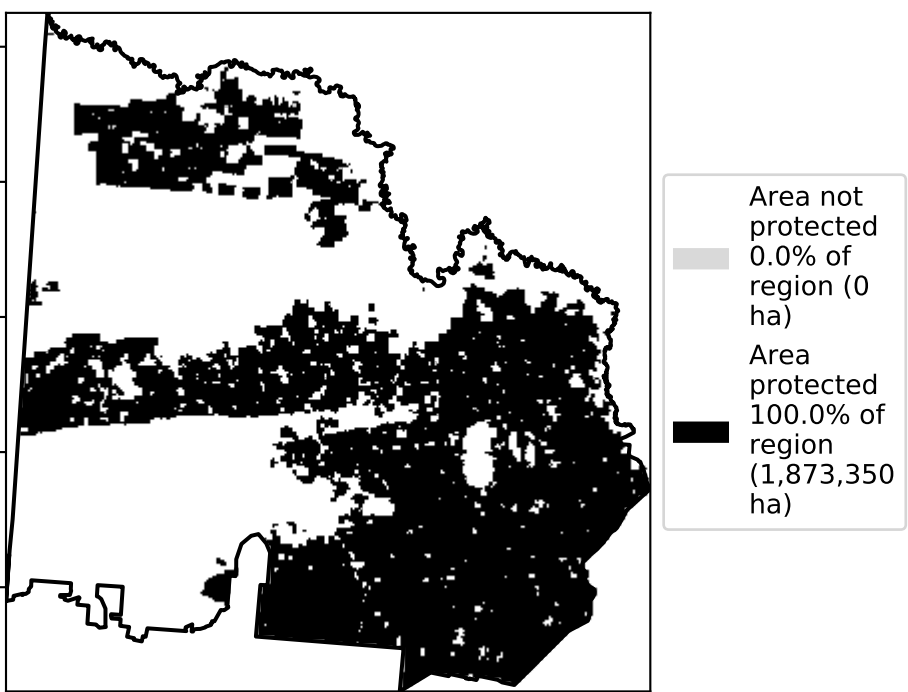 Area not
protected
0.0% of
region (0
ha)
Area
protected
100.0% of
region
(1,873,350
ha)